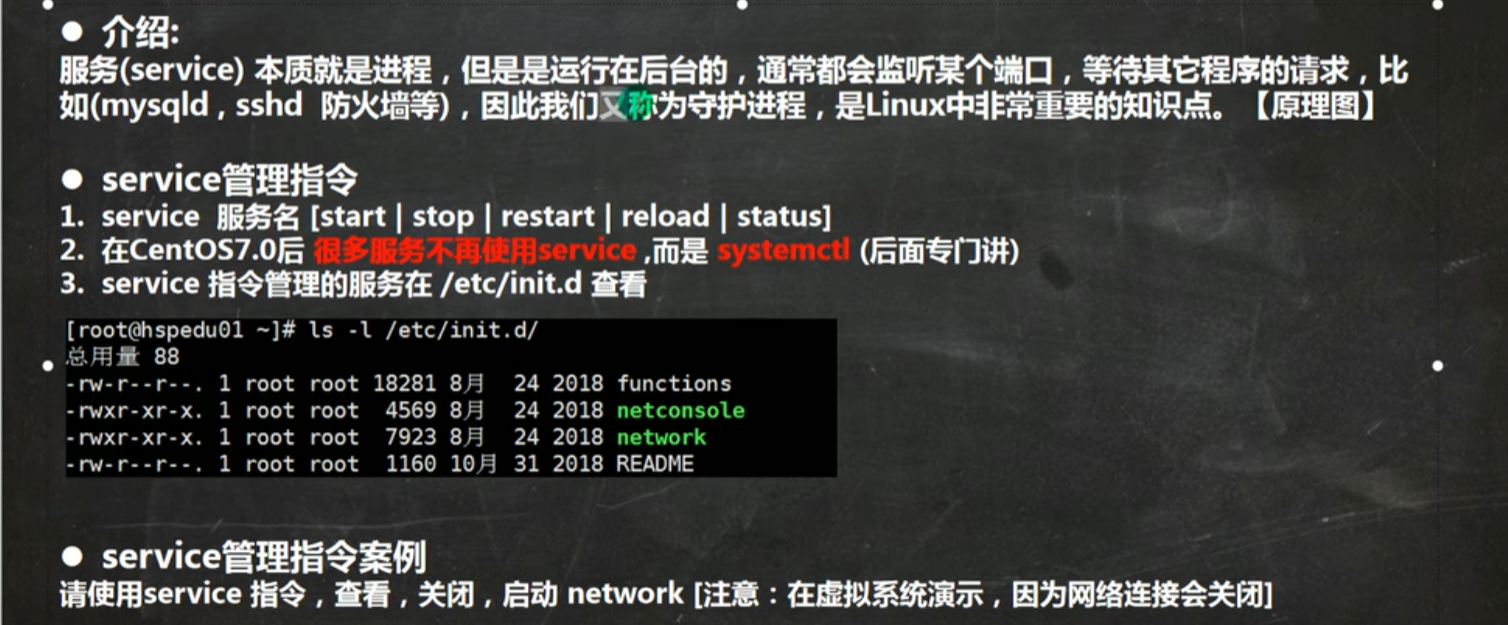 ● 介绍:
服务(service) 本质就是进程，但是是运行在后台的，通常都会监听某个端口，等待其它程序的请求，比
如(mysqld , sshd 防火墙等)，因此我们又称为守护进程，是Linux中非常重要的知识点。【原理图】
● service管理指令
1. service 服务名 [start | stop | restart | reload | status]
2. 在CentOS7.0后 很多服务不再使用service ,而是 systemctl (后面专门讲)
3. service 指令管理的服务在 /etc/init.d 查看
[root@hspedu01 ~]# ls -l /etc/init.d/
总用量 88
-rw-r--r--. 1 root root 18281 8月  24 2018 functions
-rwxr-xr-x. 1 root root  4569 8月  24 2018 netconsole
-rwxr-xr-x. 1 root root  7923 8月  24 2018 network
-rw-r--r--. 1 root root  1160 10月 31 2018 README
● service管理指令案例
请使用service 指令，查看，关闭，启动 network [注意：在虚拟系统演示，因为网络连接会关闭]